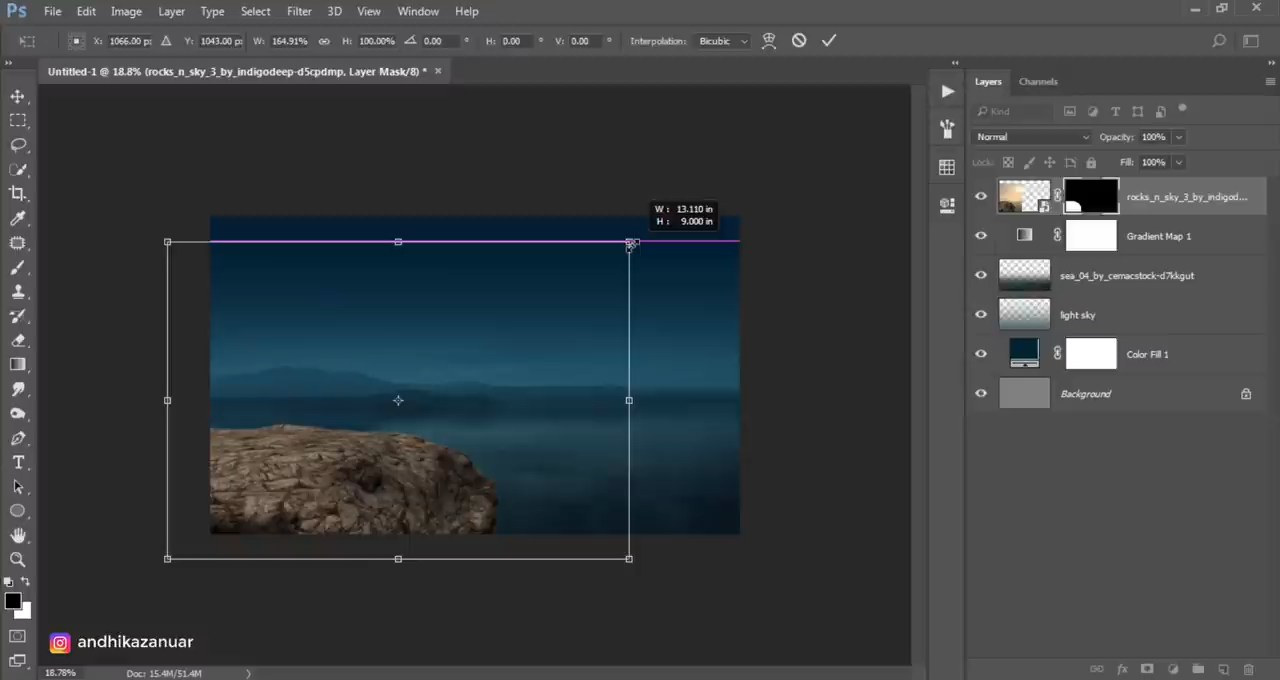 Ps File Edit Image Layer Type Select Filter 3D View Window Help
X: 1066.00 px Y: 1043.00 px W: 164.91% H: 100.00% 0.00 ° H: 0.00 ° V: 0.00 ° Interpolation: Bicubic
Untitled-1 @ 18.8% (rocks_n_sky_3_by_indigodeep-d5cpdmp, Layer Mask/8) * ×
Layers Channels
Kind
Normal Opacity: 100%
Lock: Fill: 100%
rocks_n_sky_3_by_indigod...
W : 13.110 in
H : 9.000 in
Gradient Map 1
sea_04_by_cemacstock-d7kkgut
light sky
Color Fill 1
Background
andhikazanuar
18.78% Doc: 15.4M/51.4M